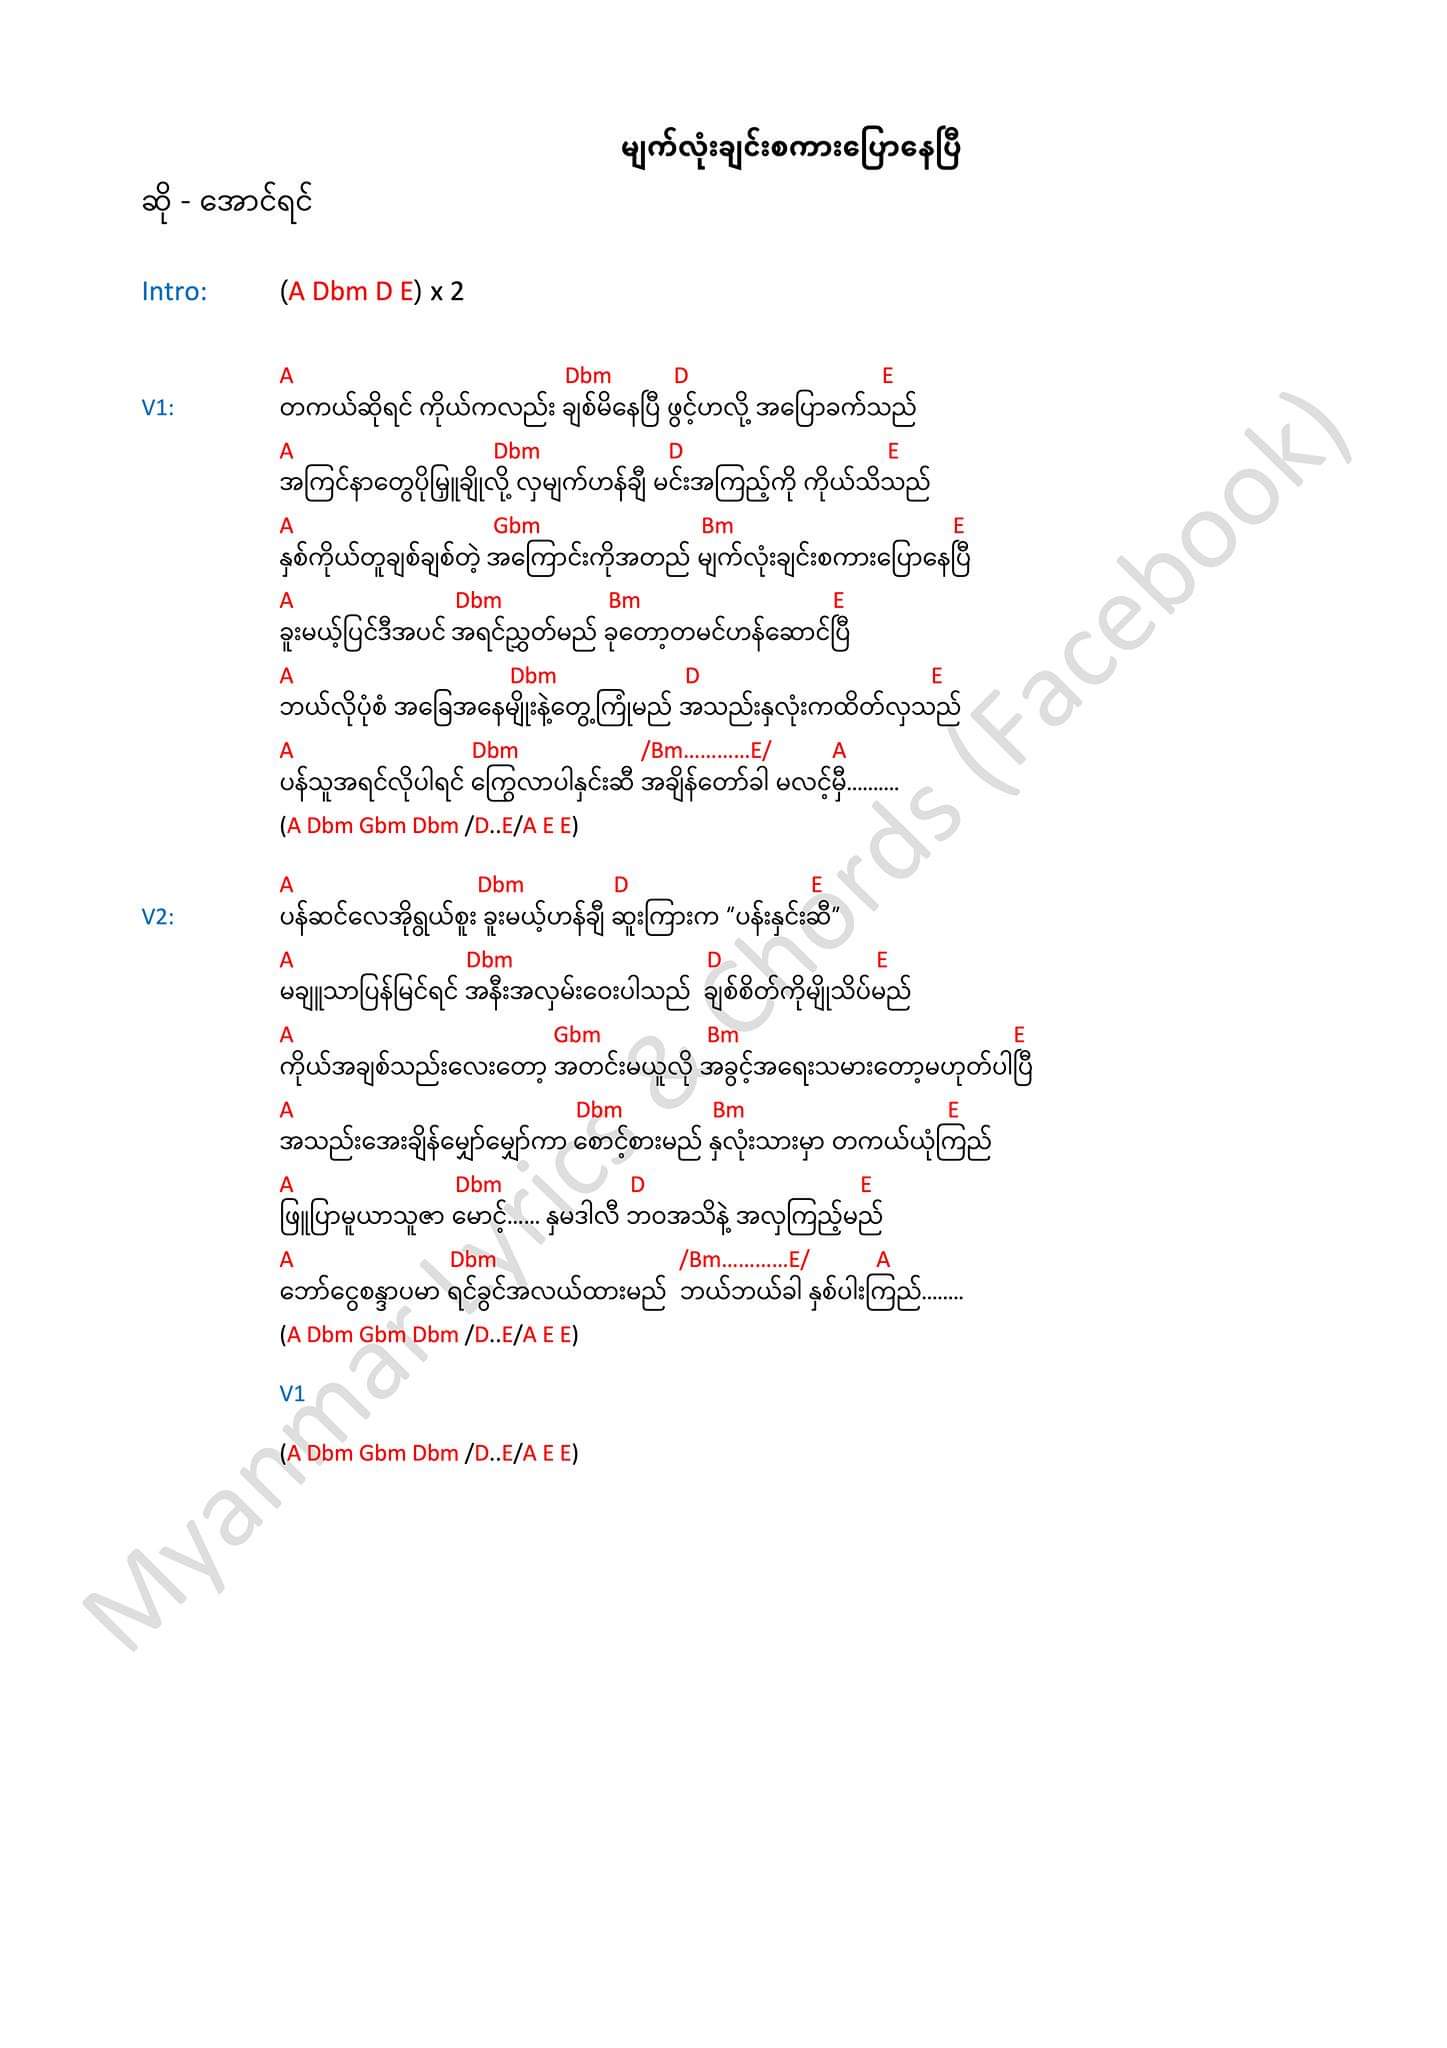 မျက်လုံးချင်းစကားပြောနေပြီ
ဆို - အောင်ရင်
Intro: (A Dbm D E) x 2
A Dbm D E
V1: တကယ်ဆိုရင် ကိုယ်ကလည်း ချစ်မိနေပြီ ဖွင့်ဟလို့ အပြောခက်သည်
A Dbm D E
အကြင်နာတွေပိုမြှူချိုလို့ လှမျက်ဟန်ချီ မင်းအကြည့်ကို ကိုယ်သိသည်
A Gbm Bm E
နှစ်ကိုယ်တူချစ်ချစ်တဲ့ အကြောင်းကိုအတည် မျက်လုံးချင်းစကားပြောနေပြီ
A Dbm Bm E
ခူးမယ့်ပြင်ဒီအပင် အရင်ညွှတ်မည် ခုတော့တမင်ဟန်ဆောင်ပြီ
A Dbm D E
ဘယ်လိုပုံစံ အခြေအနေမျိုးနဲ့တွေ့ကြုံမည် အသည်းနှလုံးကထိတ်လှသည်
A Dbm /Bm............E/ A
ပန်သူအရင်လိုပါရင် ကြွေလာပါနှင်းဆီ အချိန်တော်ခါ မလင့်မှီ..........
(A Dbm Gbm Dbm /D..E/A E E)
A Dbm D E
V2: ပန်ဆင်လေအိုရွယ်စူး ခူးမယ့်ဟန်ချီ ဆူးကြားက “ပန်းနှင်းဆီ”
A Dbm D E
မချူသာပြန်မြင်ရင် အနီးအလှမ်းဝေးပါသည် ချစ်စိတ်ကိုမျိုသိပ်မည်
A Gbm Bm E
ကိုယ်အချစ်သည်းလေးတော့ အတင်းမယူလို အခွင့်အရေးသမားတော့မဟုတ်ပါပြီ
A Dbm Bm E
အသည်းအေးချိန်မျှော်မျှော်ကာ စောင့်စားမည် နှလုံးသားမှာ တကယ်ယုံကြည်
A Dbm D E
ဖြူပြာမူယာသူဇာ မောင့်...... နှမဒါလီ ဘဝအသိနဲ့ အလှကြည့်မည်
A Dbm /Bm............E/ A
ဘော်ငွေစန္ဒာပမာ ရင်ခွင်အလယ်ထားမည် ဘယ်ဘယ်ခါ နှစ်ပါးကြည်........
(A Dbm Gbm Dbm /D..E/A E E)
V1
(A Dbm Gbm Dbm /D..E/A E E)
Myanmar Lyrics & Chords (Facebook)